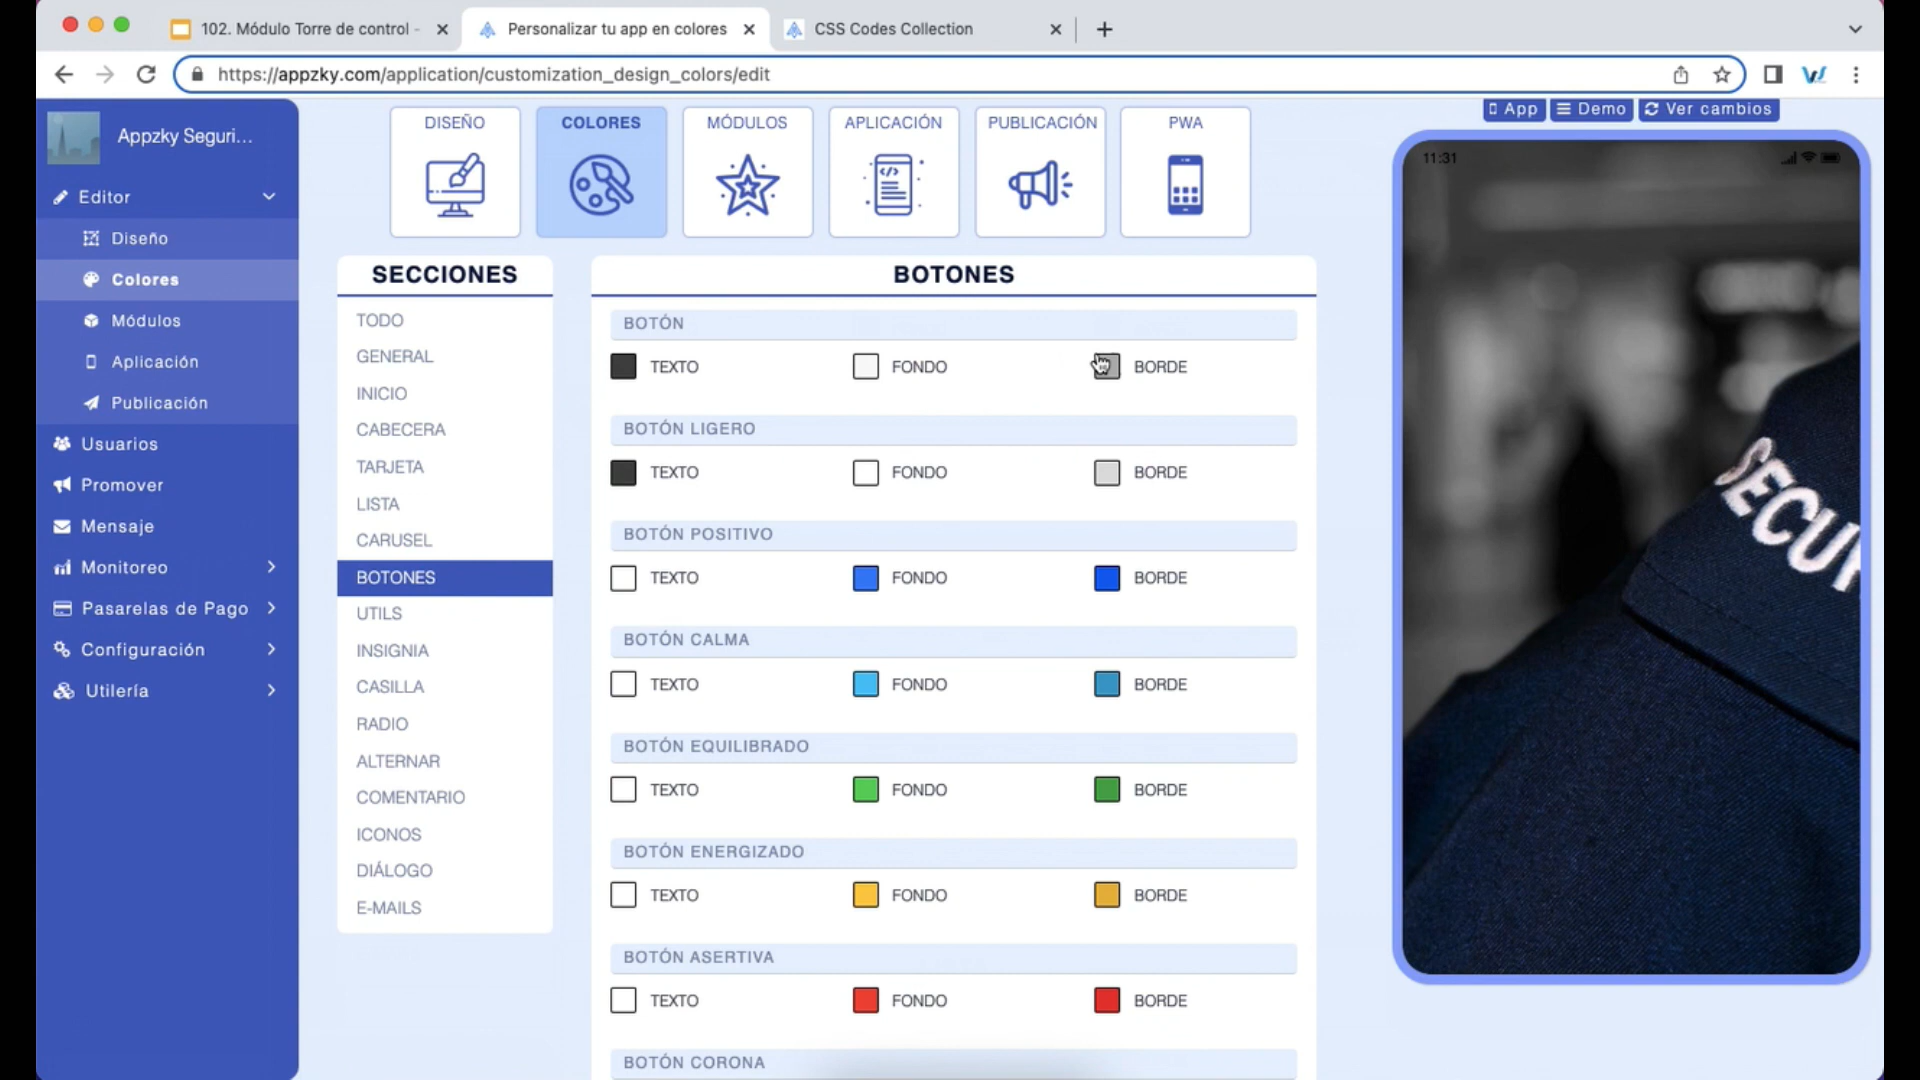 102. Módulo Torre de control -
Personalizar tu app en colores
CSS Codes Collection
https://appzky.com/application/customization_design_colors/edit
Appzky Seguri...
Editor
Diseño
Colores
Módulos
Aplicación
Publicación
Usuarios
Promover
Mensaje
Monitoreo
Pasarelas de Pago
Configuración
Utilería
DISEÑO
COLORES
MÓDULOS
APLICACIÓN
PUBLICACIÓN
PWA
SECCIONES
TODO
GENERAL
INICIO
CABECERA
TARJETA
LISTA
CARUSEL
BOTONES
UTILS
INSIGNIA
CASILLA
RADIO
ALTERNAR
COMENTARIO
ICONOS
DIÁLOGO
E-MAILS
BOTONES
BOTÓN
TEXTO FONDO BORDE
BOTÓN LIGERO
TEXTO FONDO BORDE
BOTÓN POSITIVO
TEXTO FONDO BORDE
BOTÓN CALMA
TEXTO FONDO BORDE
BOTÓN EQUILIBRADO
TEXTO FONDO BORDE
BOTÓN ENERGIZADO
TEXTO FONDO BORDE
BOTÓN ASERTIVA
TEXTO FONDO BORDE
BOTÓN CORONA
App Demo Ver cambios
11:31